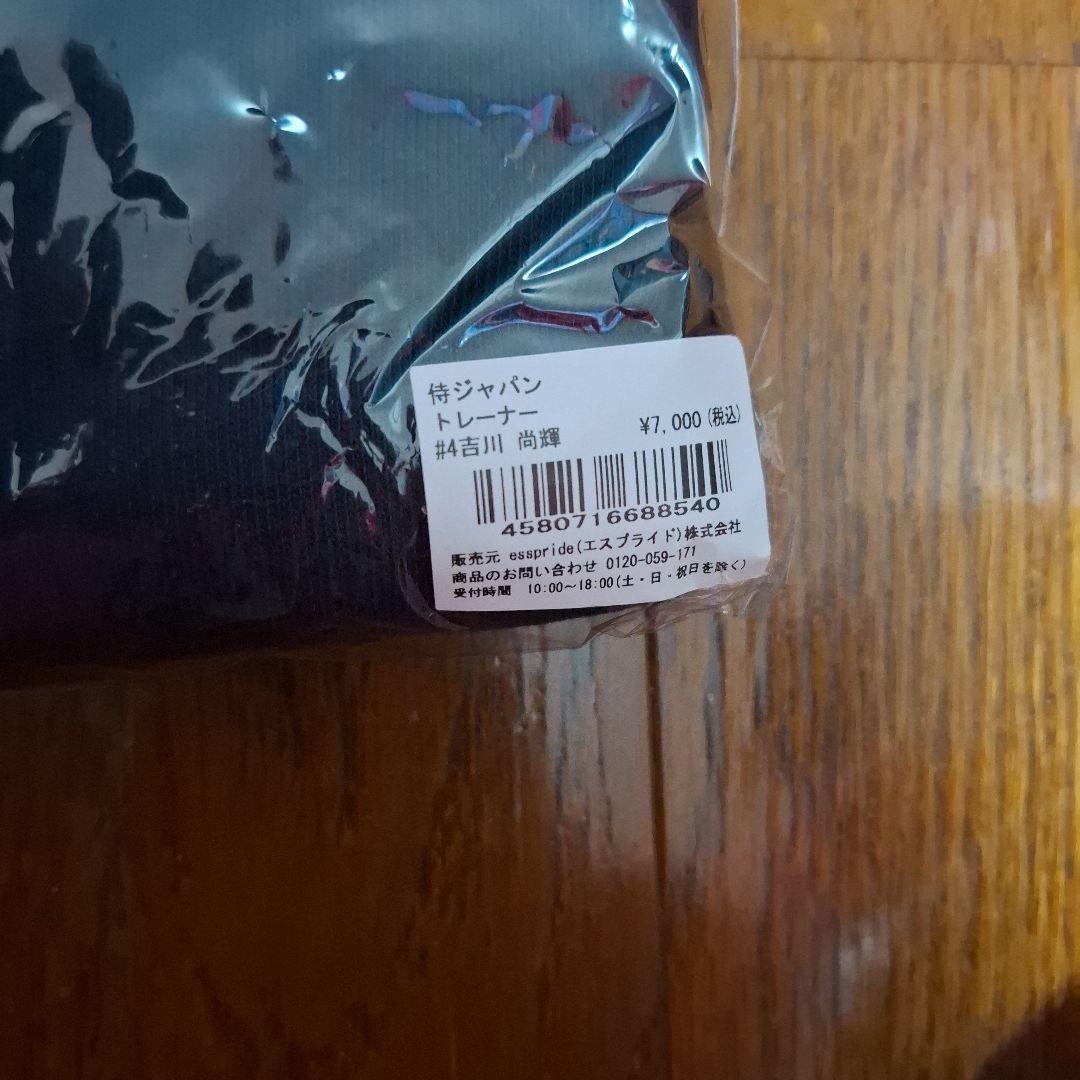 侍ジャパン
トレーナー
#4吉川 尚輝
¥7,000(税込)
4580716688540
販売元 esspride(エスプライド)株式会社
商品のお問い合わせ 0120-059-171
受付時間 10:00～18:00(土・日・祝日を除く)